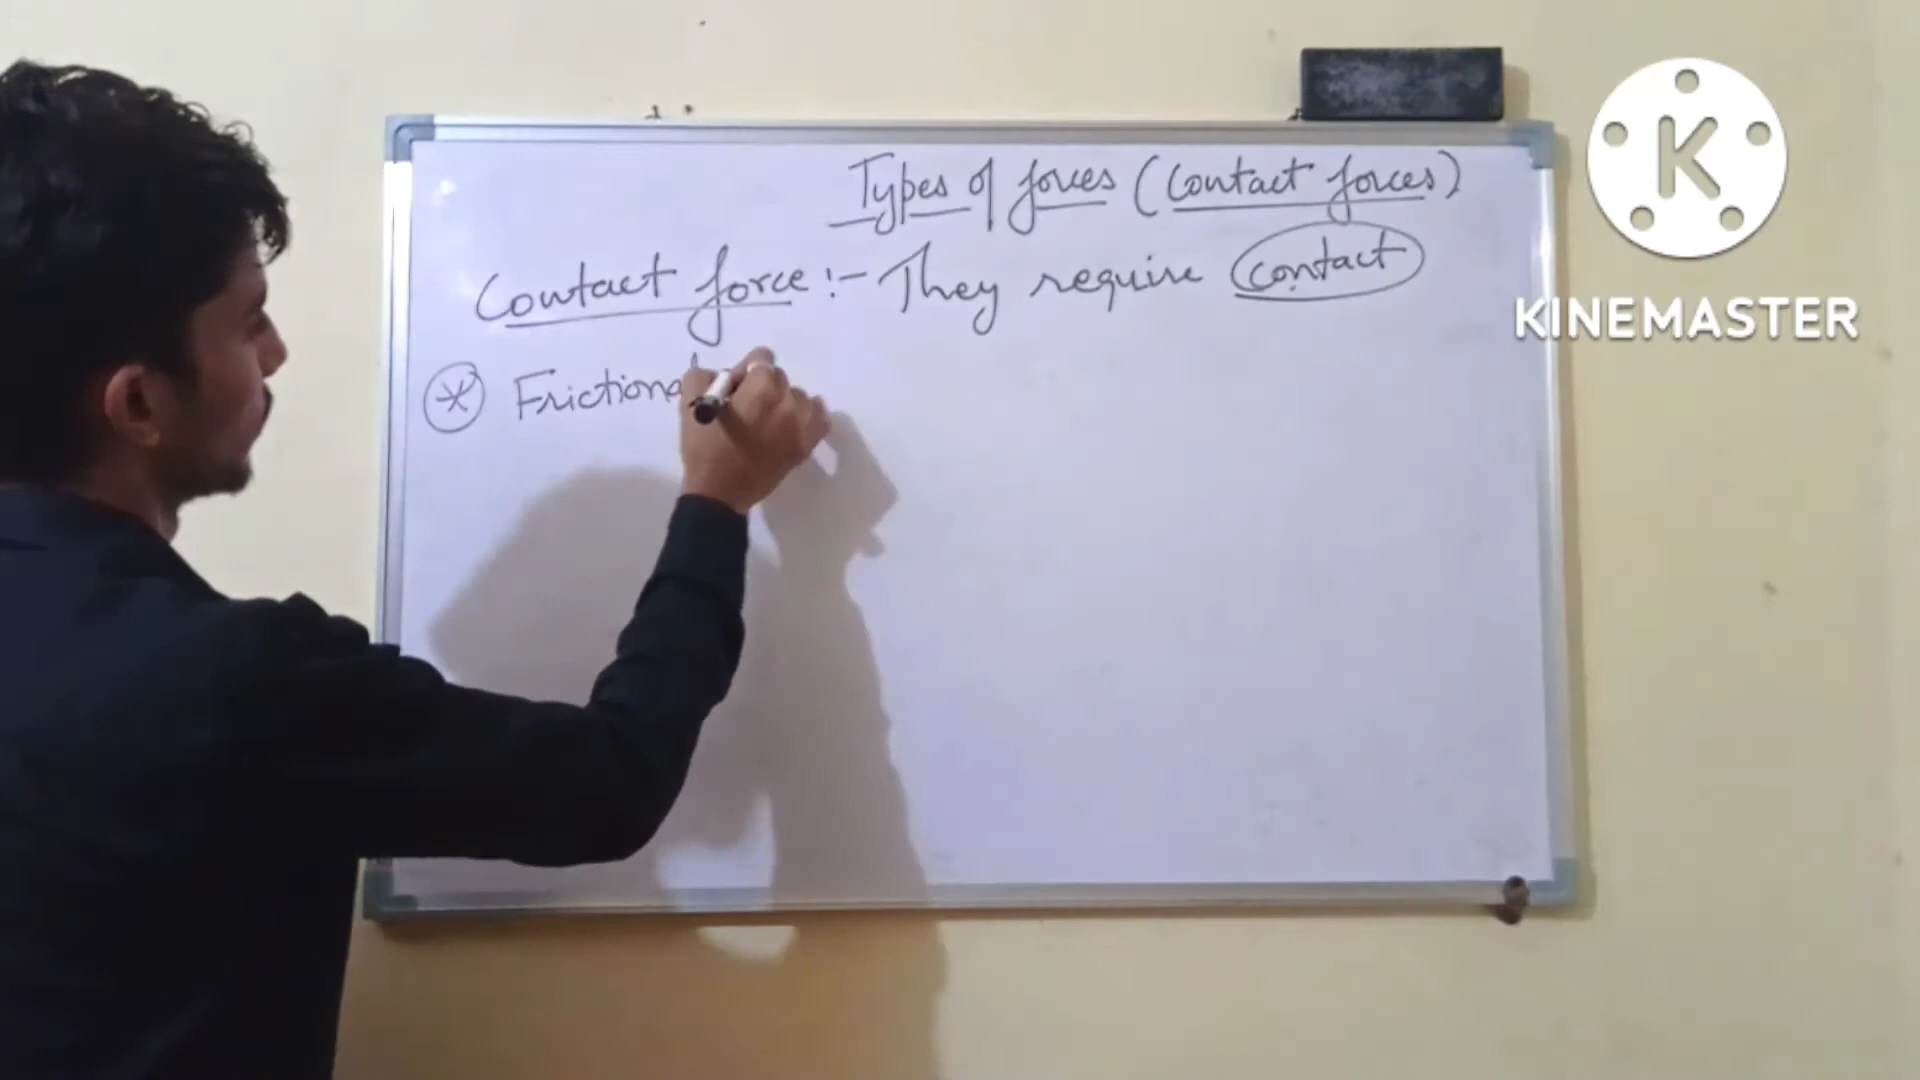 Types of forces (Contact forces)
Contact force :- They require contact
* Frictional
K
KINEMASTER